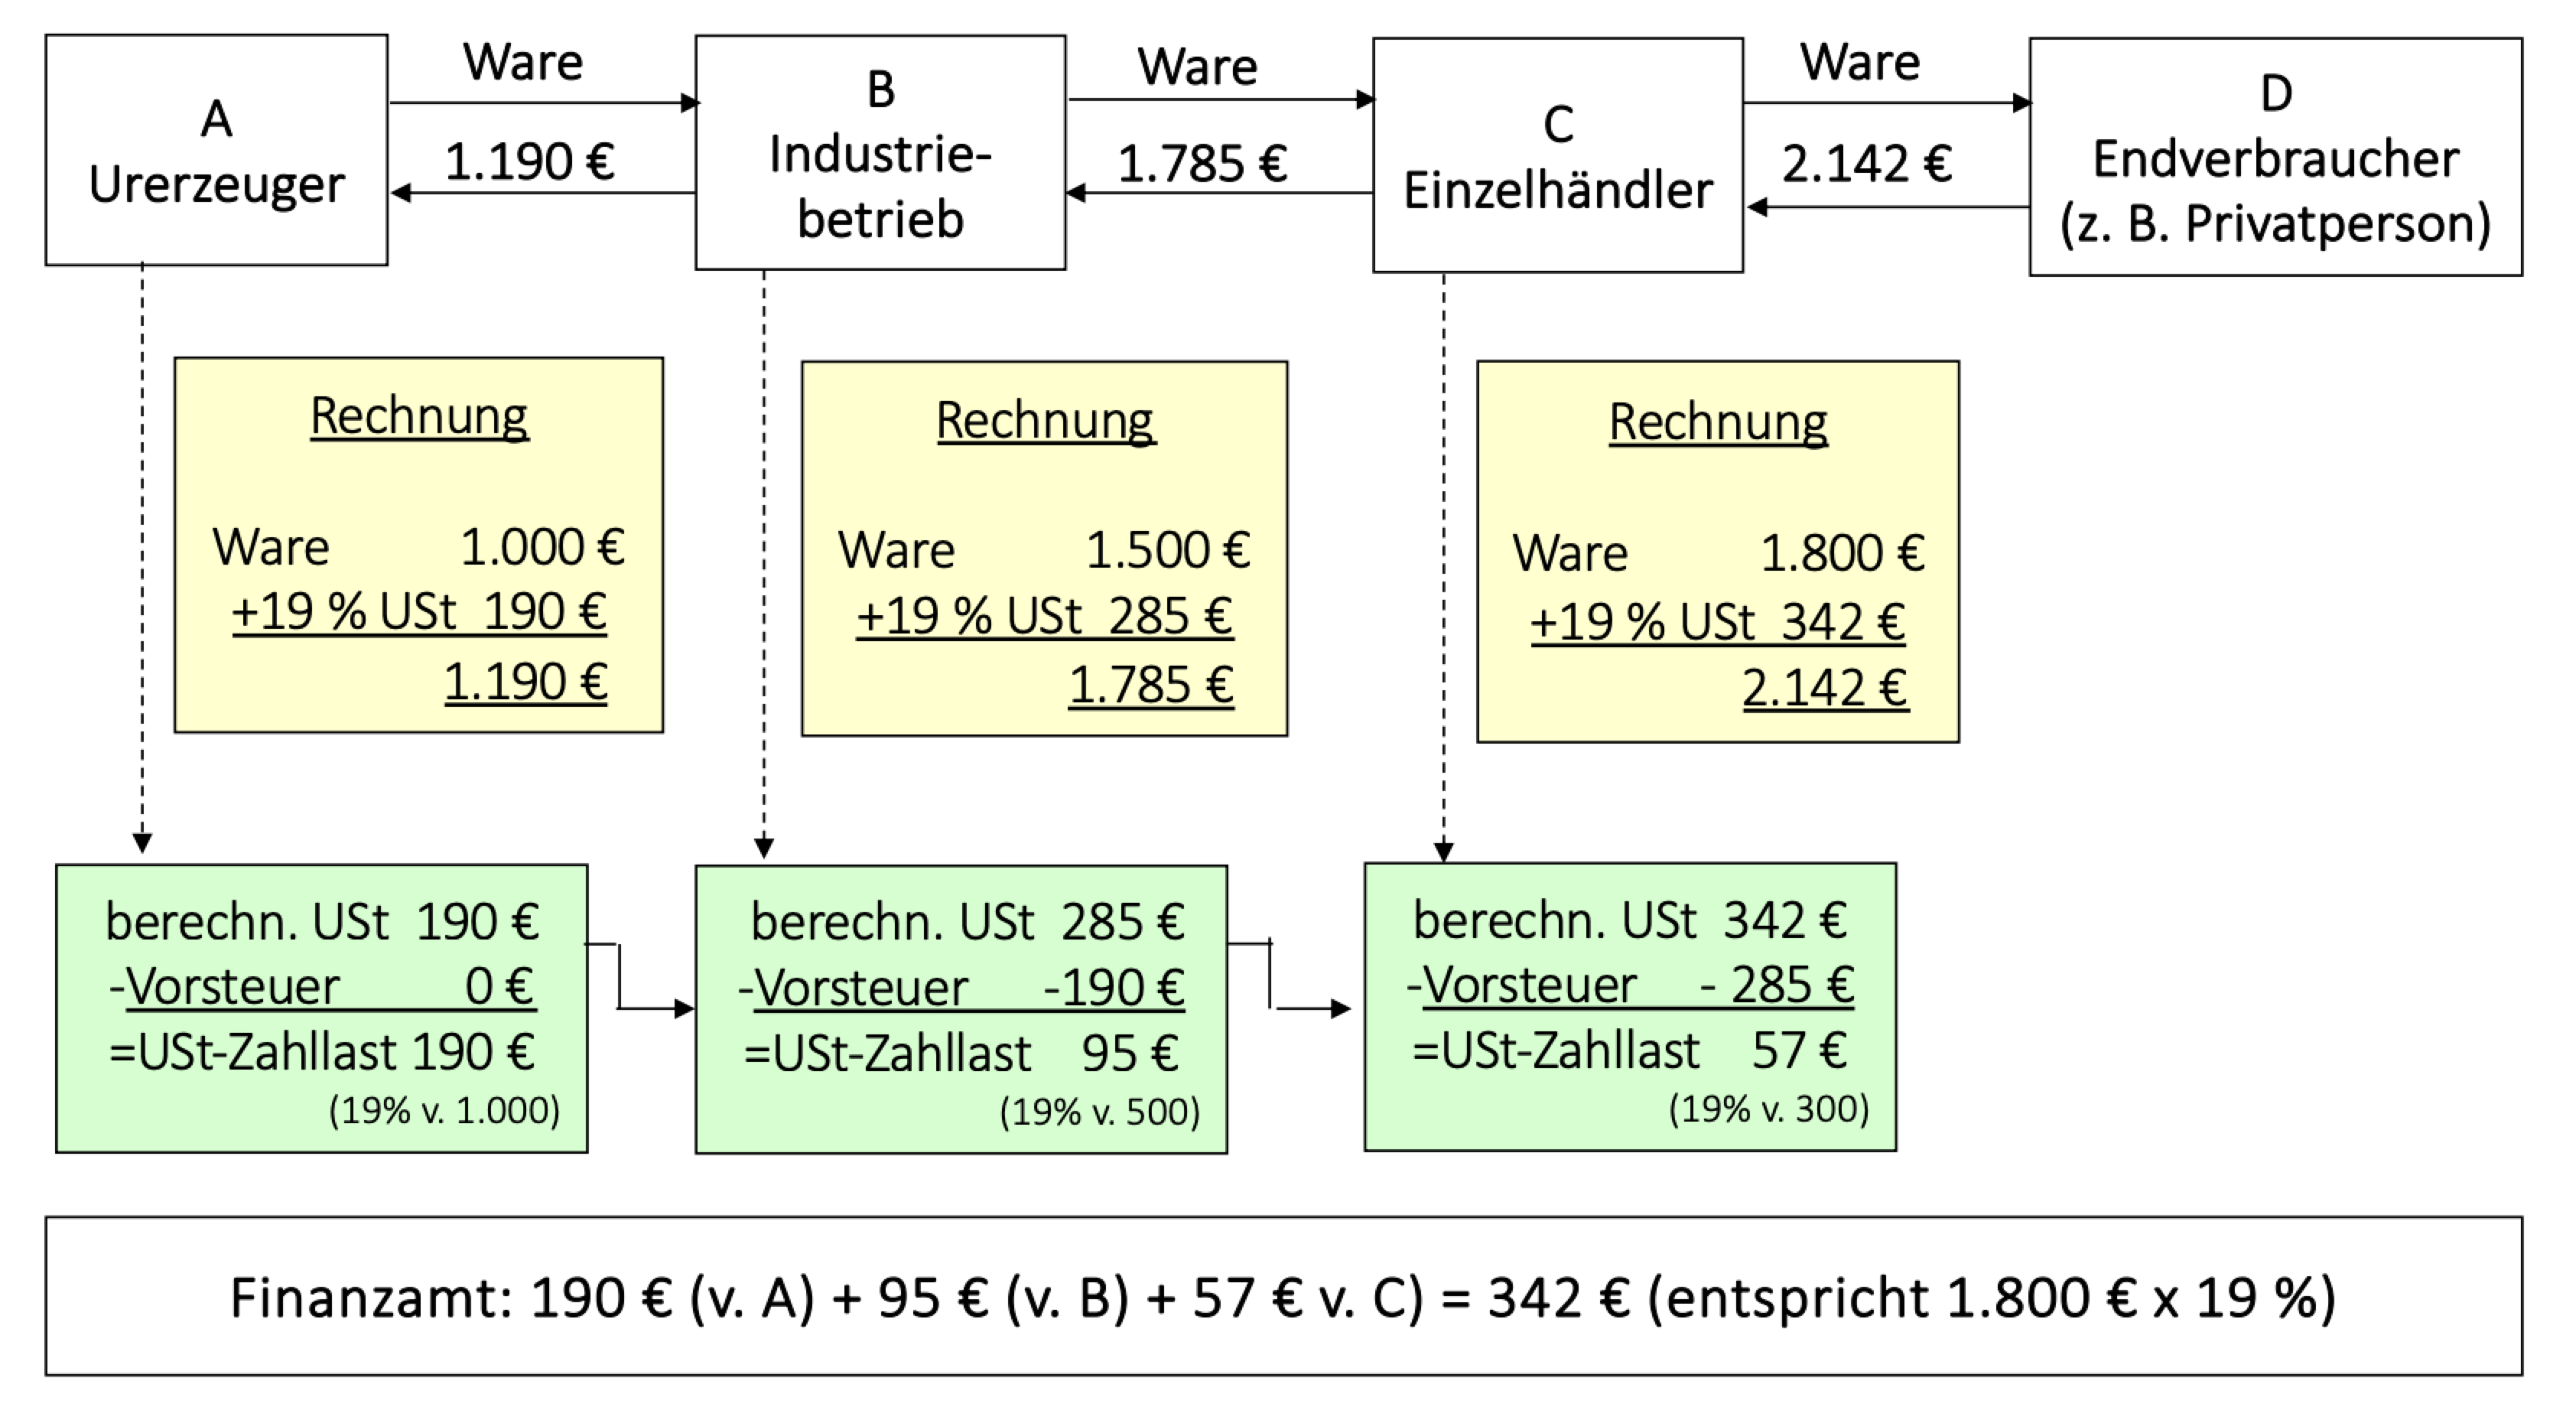 A
Urerzeuger
Ware
1.190 €
B
Industrie-
betrieb
Ware
1.785 €
C
Einzelhändler
Ware
2.142 €
D
Endverbraucher
(z. B. Privatperson)
Rechnung
Ware 1.000 €
+19 % USt 190 €
1.190 €
Rechnung
Ware 1.500 €
+19 % USt 285 €
1.785 €
Rechnung
Ware 1.800 €
+19 % USt 342 €
2.142 €
berechn. USt 190 €
-Vorsteuer 0 €
=USt-Zahllast 190 €
(19% v. 1.000)
berechn. USt 285 €
-Vorsteuer -190 €
=USt-Zahllast 95 €
(19% v. 500)
berechn. USt 342 €
-Vorsteuer - 285 €
=USt-Zahllast 57 €
(19% v. 300)
Finanzamt: 190 € (v. A) + 95 € (v. B) + 57 € v. C) = 342 € (entspricht 1.800 € x 19 %)